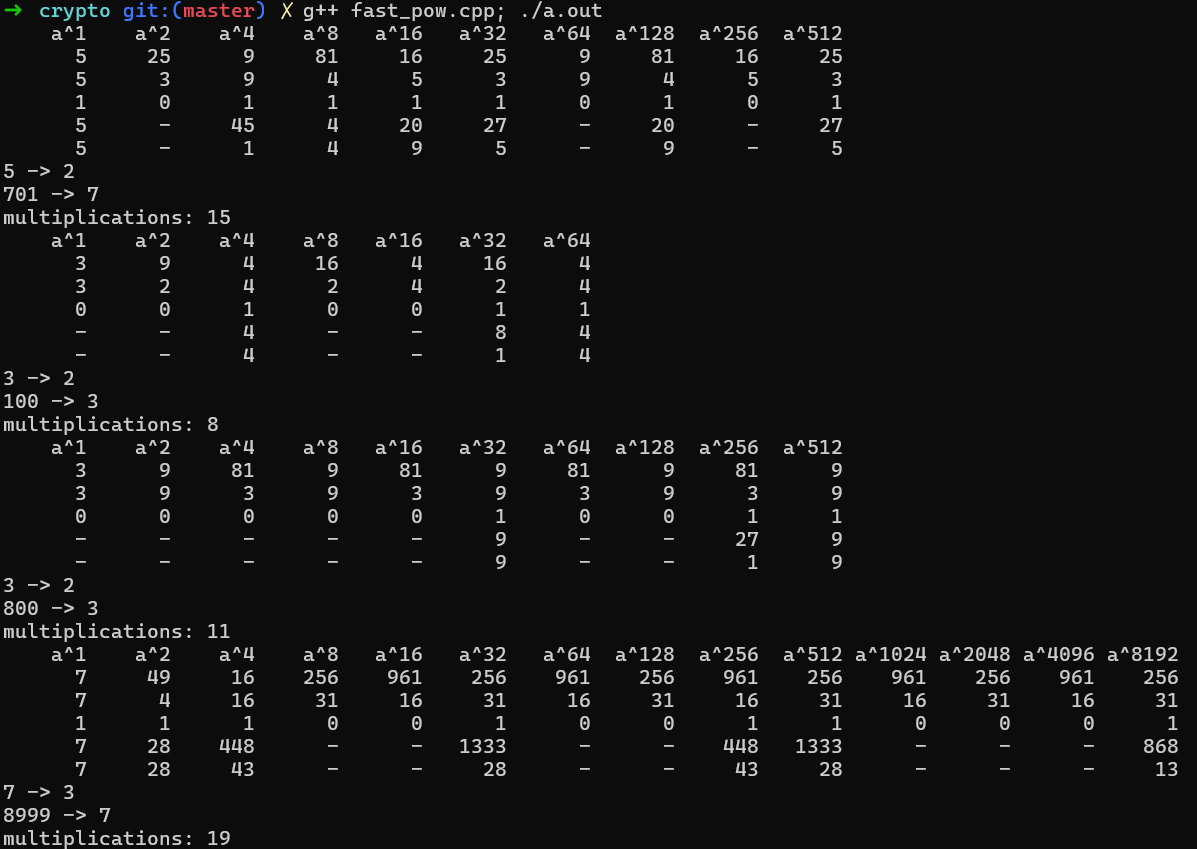 → crypto git:(master) ✗ g++ fast_pow.cpp; ./a.out
    a^1    a^2    a^4    a^8   a^16   a^32   a^64  a^128  a^256  a^512
      5     25      9     81     16     25      9     81     16     25
      5      3      9      4      5      3      9      4      5      3
      1      0      1      1      1      1      0      1      0      1
      5      -     45      4     20     27      -     20      -     27
      5      -      1      4      9      5      -      9      -      5
5 -> 2
701 -> 7
multiplications: 15
    a^1    a^2    a^4    a^8   a^16   a^32   a^64
      3      9      4     16      4     16      4
      3      2      4      2      4      2      4
      0      0      1      0      0      1      1
      -      -      4      -      -      8      4
      -      -      4      -      -      1      4
3 -> 2
100 -> 3
multiplications: 8
    a^1    a^2    a^4    a^8   a^16   a^32   a^64  a^128  a^256  a^512
      3      9     81      9     81      9     81      9     81      9
      3      9      3      9      3      9      3      9      3      9
      0      0      0      0      0      1      0      0      1      1
      -      -      -      -      -      9      -      -     27      9
      -      -      -      -      -      9      -      -      1      9
3 -> 2
800 -> 3
multiplications: 11
    a^1    a^2    a^4    a^8   a^16   a^32   a^64  a^128  a^256  a^512 a^1024 a^2048 a^4096 a^8192
      7     49     16    256    961    256    961    256    961    256    961    256    961    256
      7      4     16     31     16     31     16     31     16     31     16     31     16     31
      1      1      1      0      0      1      0      0      1      1      0      0      0      1
      7     28    448      -      -   1333      -      -    448   1333      -      -      -    868
      7     28     43      -      -     28      -      -     43     28      -      -      -     13
7 -> 3
8999 -> 7
multiplications: 19